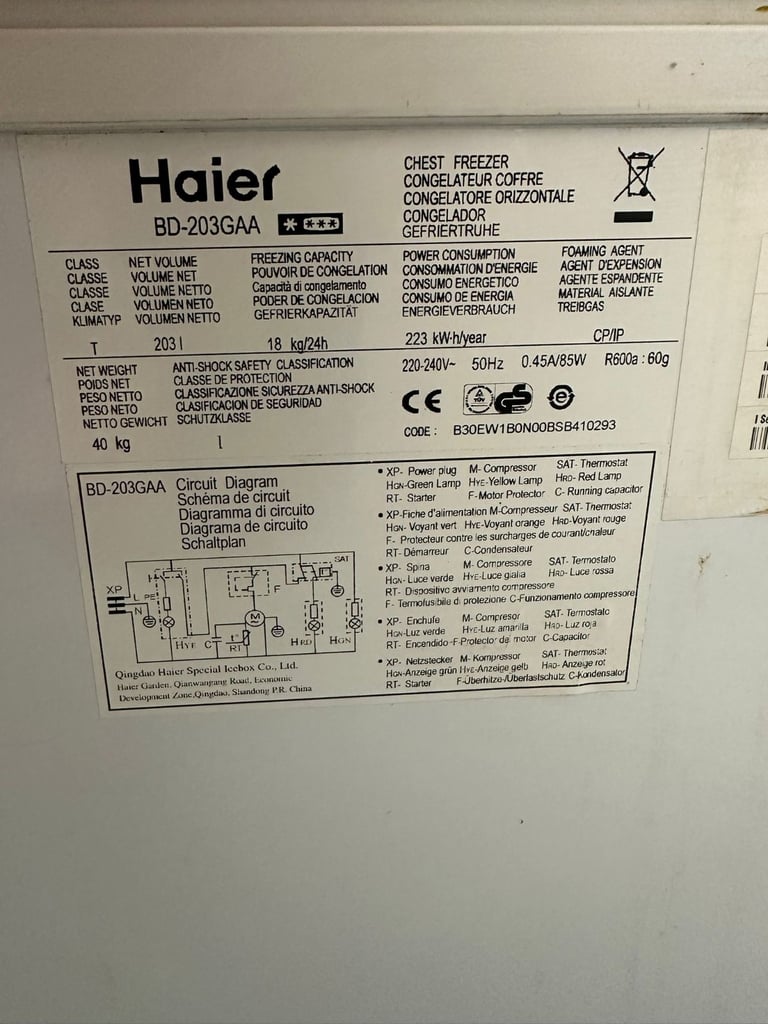 Haier
BD-203GAA
CHEST FREEZER
CONGELATEUR COFFRE
CONGELATORE ORIZZONTALE
CONGELADOR
GEFRIERTRUHE
CLASS
CLASSE
CLASSE
CLASE
KLIMATYP
NET VOLUME
VOLUME NET
VOLUME NETTO
VOLUMEN NETO
VOLUMEN NETTO
FREEZING CAPACITY
POUVOIR DE CONGELATION
Capacità di congelamento
PODER DE CONGELACION
GEFRIERKAPAZITÄT
POWER CONSUMPTION
CONSOMMATION D'ENERGIE
CONSUMO ENERGETICO
CONSUMO DE ENERGIA
ENERGIEVERBRAUCH
FOAMING AGENT
AGENT D'EXPENSION
AGENTE ESPANDENTE
MATERIAL AISLANTE
TREIBGAS
T 203 l 18 kg/24h 223 kW·h/year CP/IP
NET WEIGHT
POIDS NET
PESO NETTO
PESO NETO
NETTO GEWICHT
ANTI-SHOCK SAFETY CLASSIFICATION
CLASSE DE PROTECTION
CLASSIFICAZIONE SICUREZZA ANTI-SHOCK
CLASIFICACION DE SEGURIDAD
SCHUTZKLASSE
40 kg I
220-240V~ 50Hz 0.45A/85W R600a : 60g
CE TÜV GS
CODE : B30EW1B0N00BSB410293
BD-203GAA Circuit Diagram
Schéma de circuit
Diagramma di circuito
Diagrama de circuito
Schaltplan
SAT
XP
L PE
N
F
M
HYE C RT HRD HGN
t°
Qingdao Haier Special Icebox Co., Ltd.
Haier Garden, Qianwangang Road, Economic
Development Zone,Qingdao, Shandong P.R. China
• XP- Power plug M- Compressor SAT- Thermostat
HGN-Green Lamp HYE-Yellow Lamp HRD- Red Lamp
RT- Starter F-Motor Protector C- Running capacitor
• XP-Fiche d'alimentation M-Compresseur SAT- Thermostat
HGN- Voyant vert HYE-Voyant orange HRD-Voyant rouge
F- Protecteur contre les surcharges de courant/chaleur
RT- Démarreur C-Condensateur
• XP- Spina M- Compressore SAT- Termostato
HGN- Luce verde HYE-Luce gialla HRD- Luce rossa
RT- Dispositivo avviamento compressore
F- Termofusibile di protezione C-Funzionamento compressore
• XP- Enchufe M- Compresor SAT- Termostato
HGN-Luz verde HYE-Luz amarilla HRD-Luz roja
RT- Encendido F-Protector del motor C-Capacitor
• XP- Netzstecker M- Kompressor SAT- Thermostat
HGN-Anzeige grün HYE-Anzeige gelb HRD-Anzeige rot
RT- Starter F-Überhitze-/Überlastschutz C-Kondensator